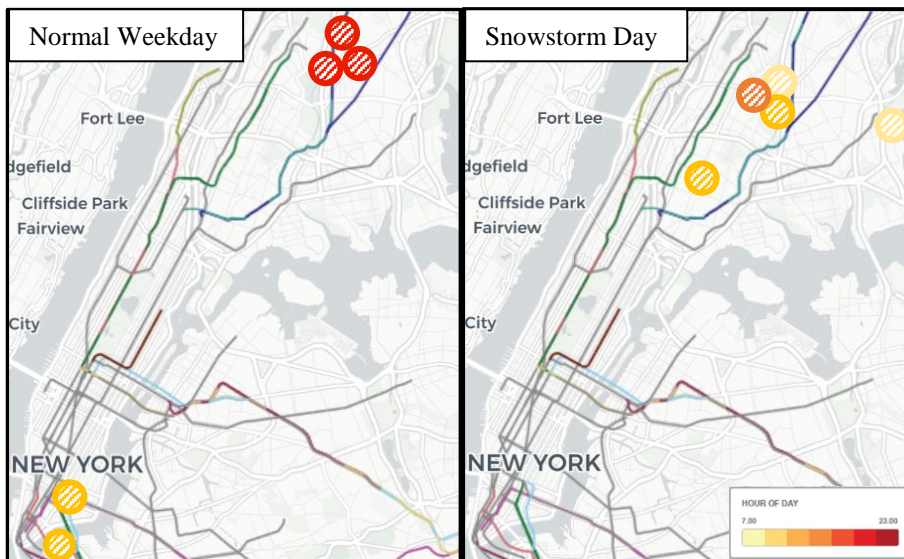 Normal Weekday
Fort Lee
dgefield
Cliffside Park
Fairview
City
NEW YORK
Snowstorm Day
Fort Lee
dgefield
Cliffside Park
Fairview
City
NEW YORK
HOUR OF DAY
7.00 23.00